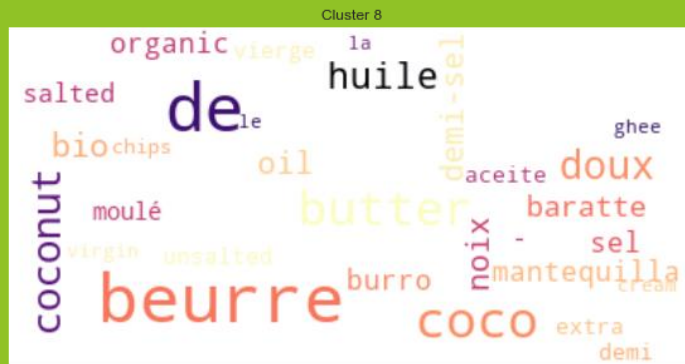 Cluster 8
organic vierge la
huile
salted de le demi-sel ghee
bio chips oil aceite doux
coconut moulé butter noix baratte
- sel
virgin unsalted mantequilla
cream
beurre burro coco extra
demi